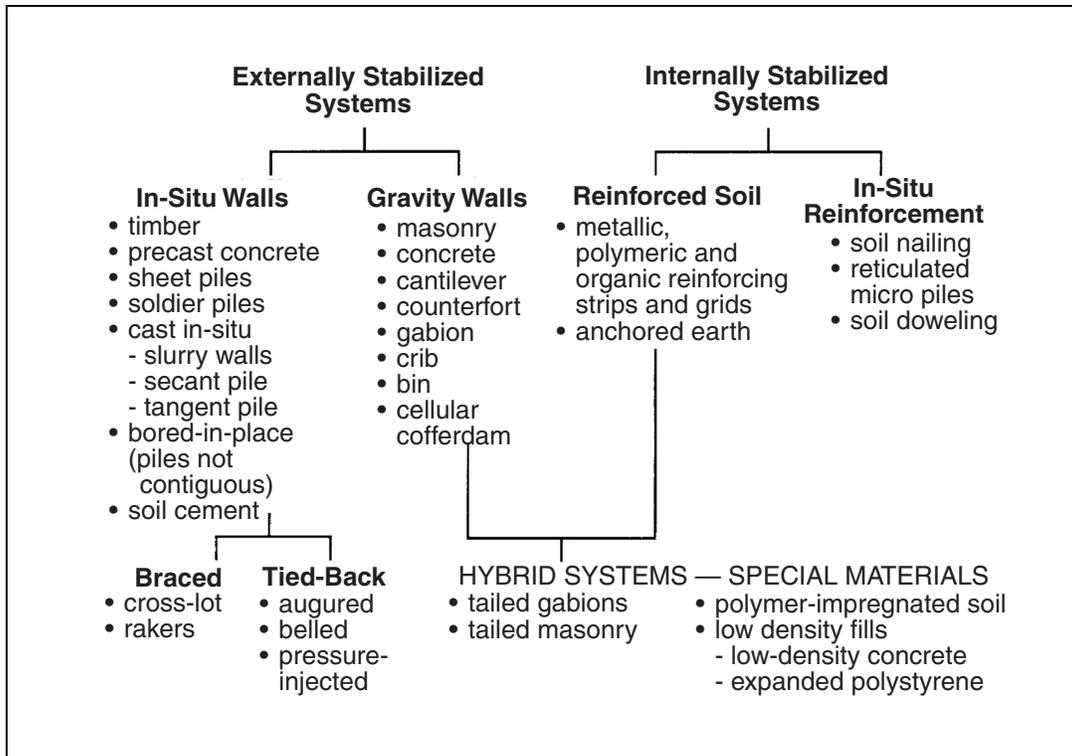 Externally Stabilized
Systems
Internally Stabilized
Systems
In-Situ Walls
• timber
• precast concrete
• sheet piles
• soldier piles
• cast in-situ
- slurry walls
- secant pile
- tangent pile
• bored-in-place
(piles not
contiguous)
• soil cement
Gravity Walls
• masonry
• concrete
• cantilever
• counterfort
• gabion
• crib
• bin
• cellular
cofferdam
Reinforced Soil
• metallic,
polymeric and
organic reinforcing
strips and grids
• anchored earth
In-Situ
Reinforcement
• soil nailing
• reticulated
micro piles
• soil doweling
Braced
• cross-lot
• rakers
Tied-Back
• augured
• belled
• pressure-
injected
HYBRID SYSTEMS — SPECIAL MATERIALS
• tailed gabions
• tailed masonry
• polymer-impregnated soil
• low density fills
- low-density concrete
- expanded polystyrene